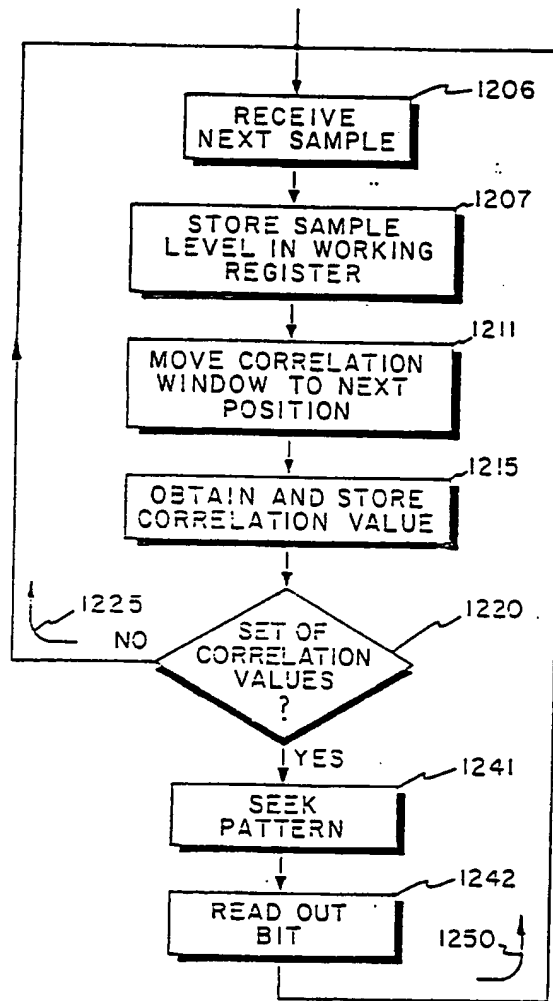 1206
RECEIVE
NEXT SAMPLE
1207
STORE SAMPLE
LEVEL IN WORKING
REGISTER
1211
MOVE CORRELATION
WINDOW TO NEXT
POSITION
1215
OBTAIN AND STORE
CORRELATION VALUE
1225
NO
1220
SET OF
CORRELATION
VALUES
?
YES
1241
SEEK
PATTERN
1242
READ OUT
BIT
1250